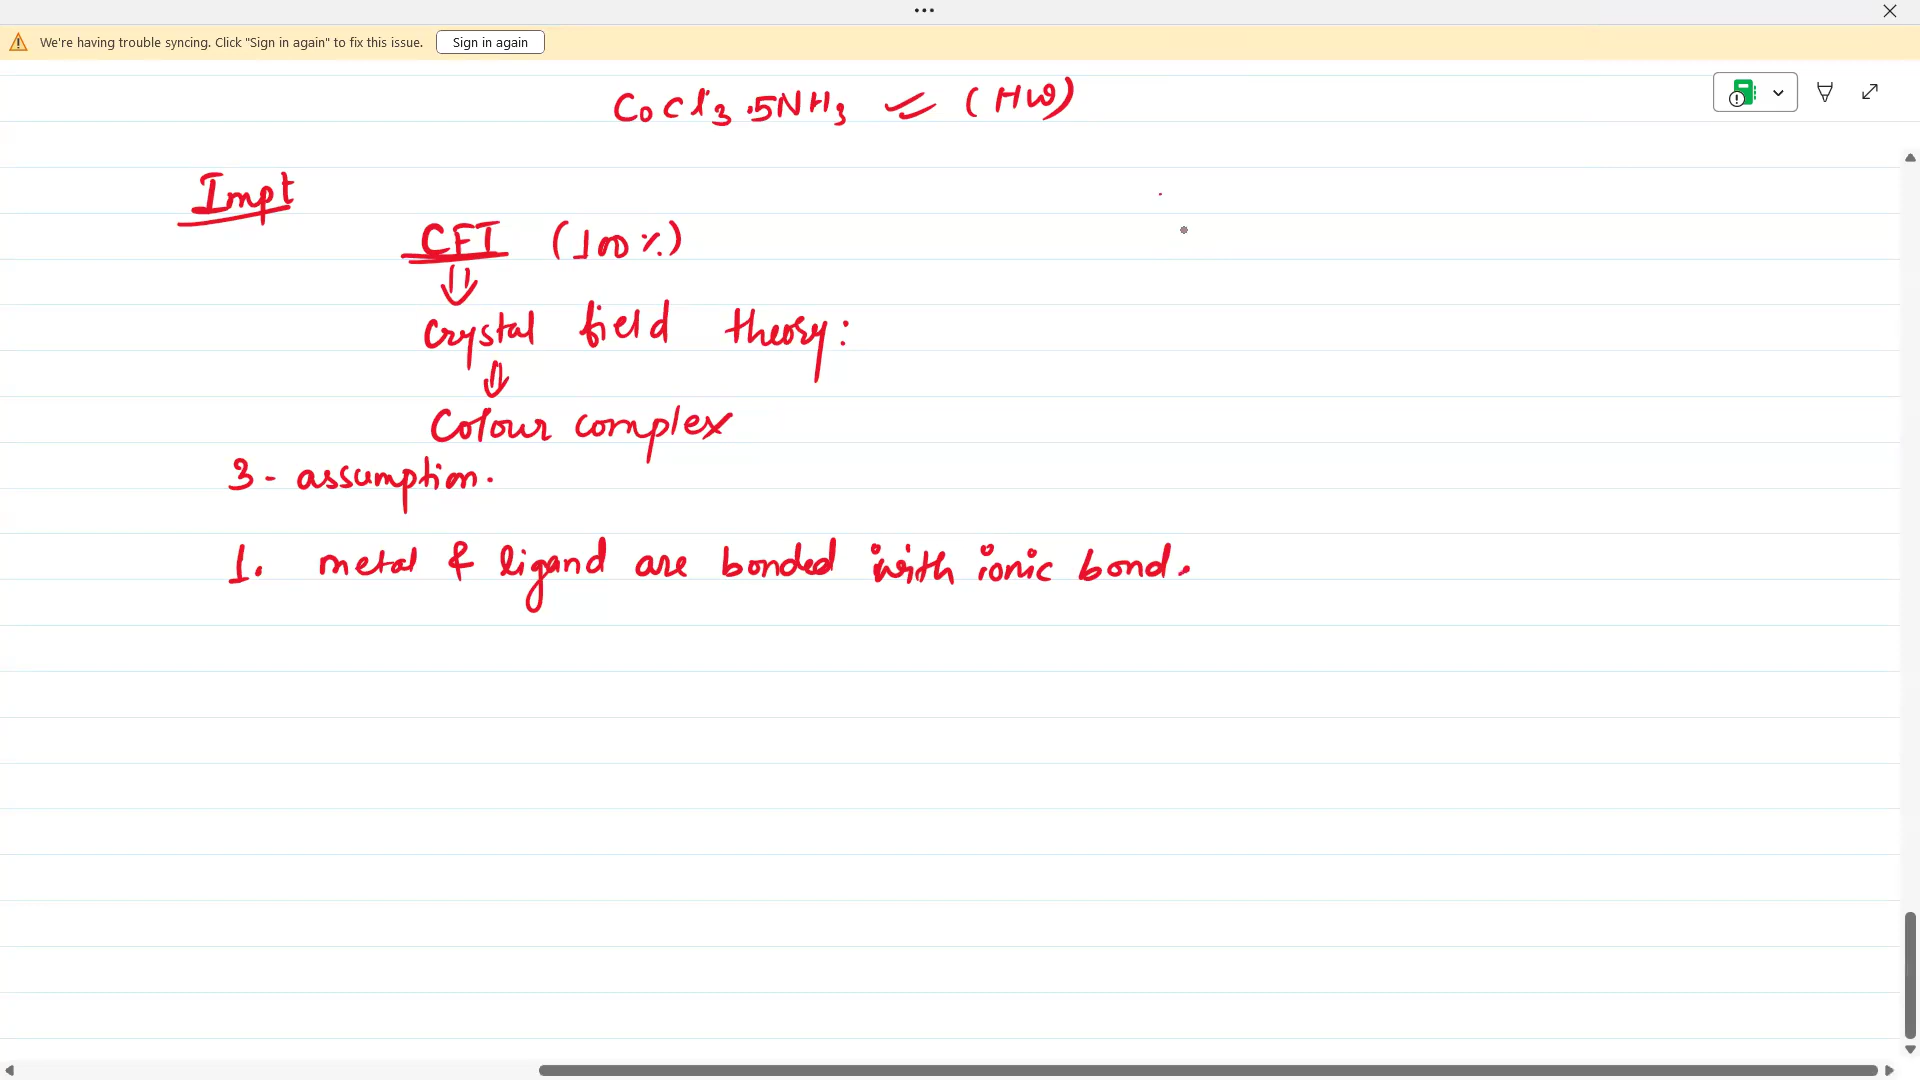 We're having trouble syncing. Click "Sign in again" to fix this issue. Sign in again
CoCl3.5NH3 (HW)
Impt
CFT (100%)
Crystal field theory:
Colour complex
3- assumption.
1. metal & ligand are bonded with ionic bond.